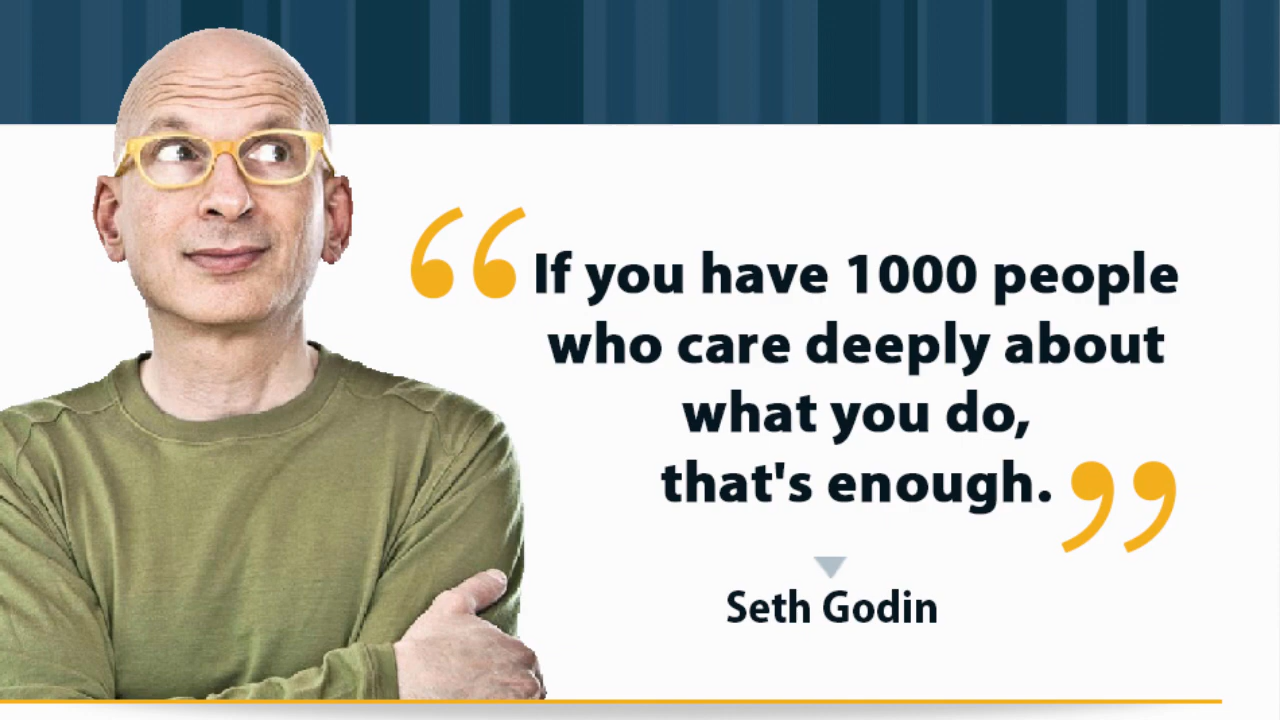 “If you have 1000 people
who care deeply about
what you do,
that's enough.”
Seth Godin